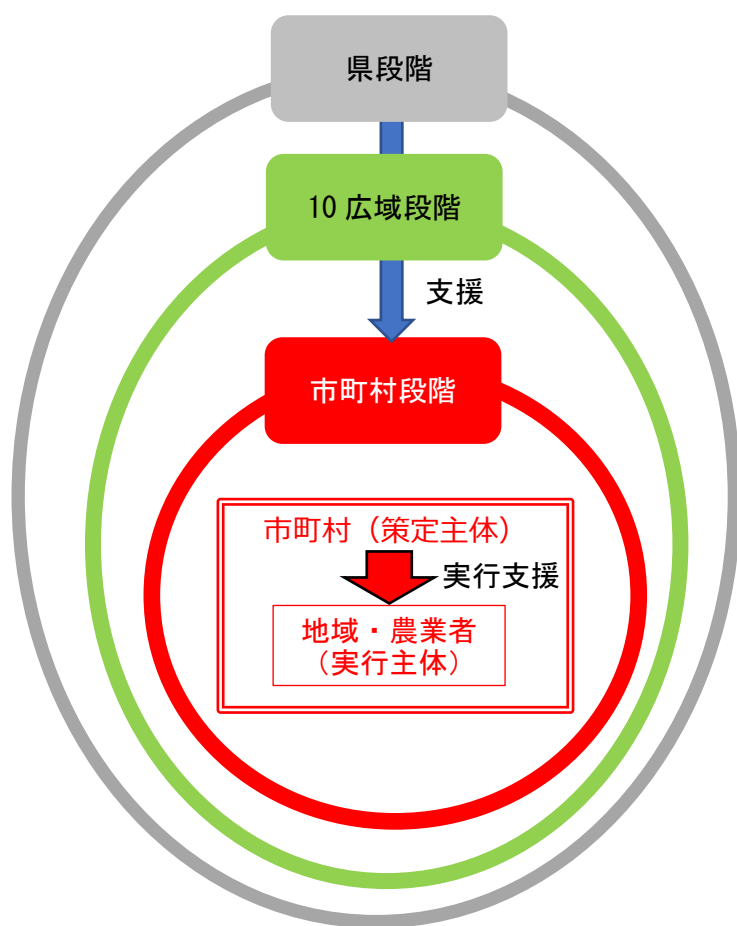 県段階
10 広域段階
支援
市町村段階
市町村（策定主体）
実行支援
地域・農業者
（実行主体）